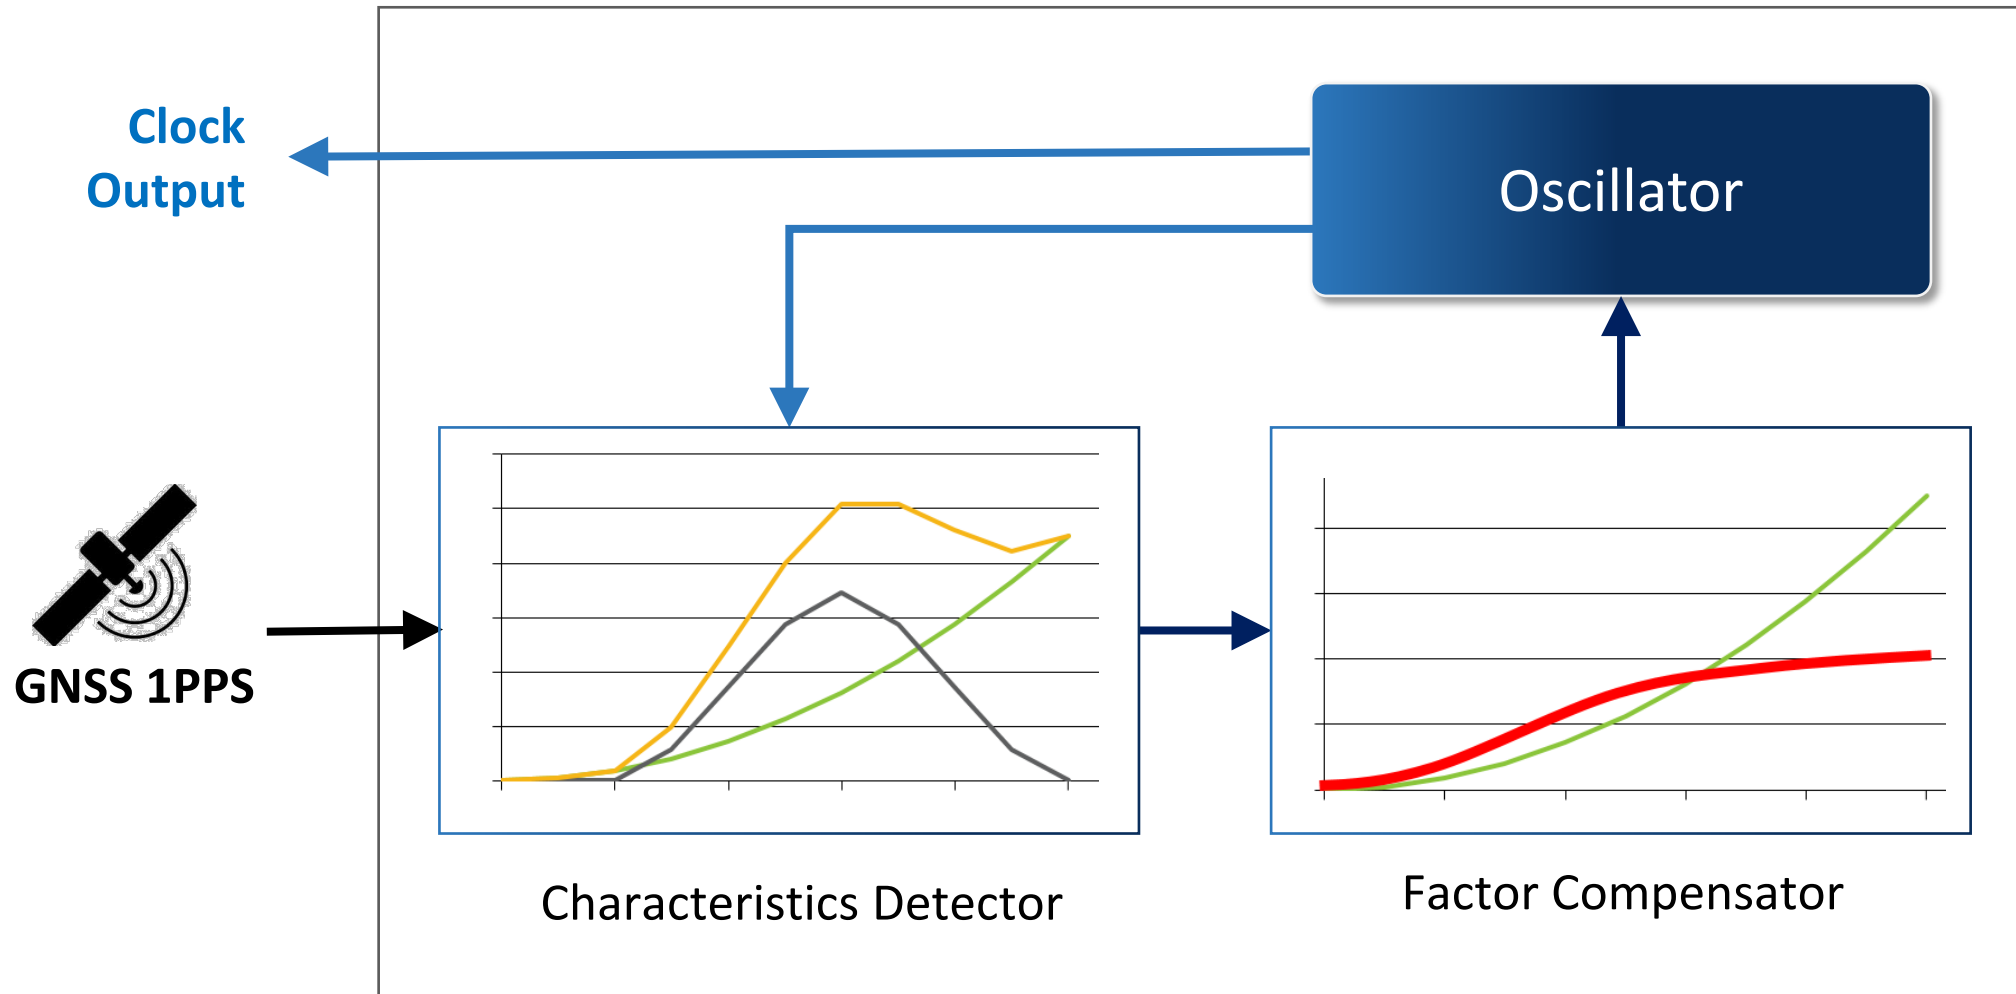 Clock
Output
Oscillator
GNSS 1PPS
Characteristics Detector
Factor Compensator